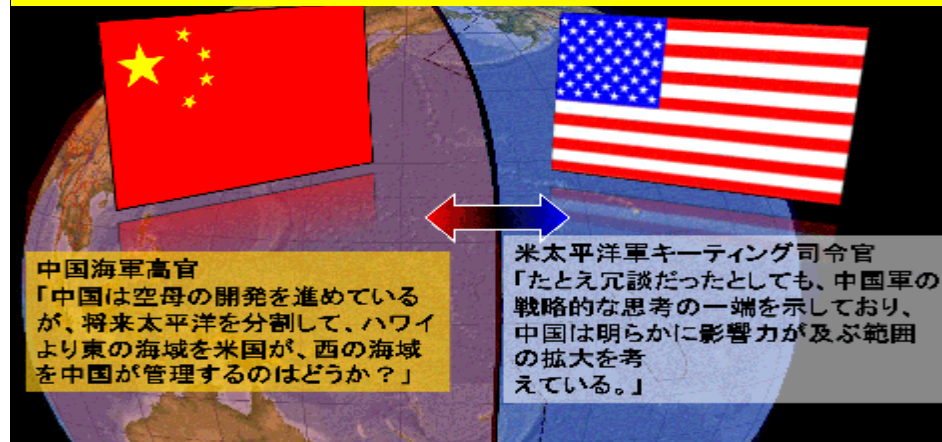 中国海軍高官
「中国は空母の開発を進めている
が、将来太平洋を分割して、ハワイ
より東の海域を米国が、西の海域
を中国が管理するのはどうか？」
米太平洋軍キーティング司令官
「たとえ冗談だったとしても、中国軍の
戦略的な思考の一端を示しており、
中国は明らかに影響力が及ぶ範囲
の拡大を考
えている。」